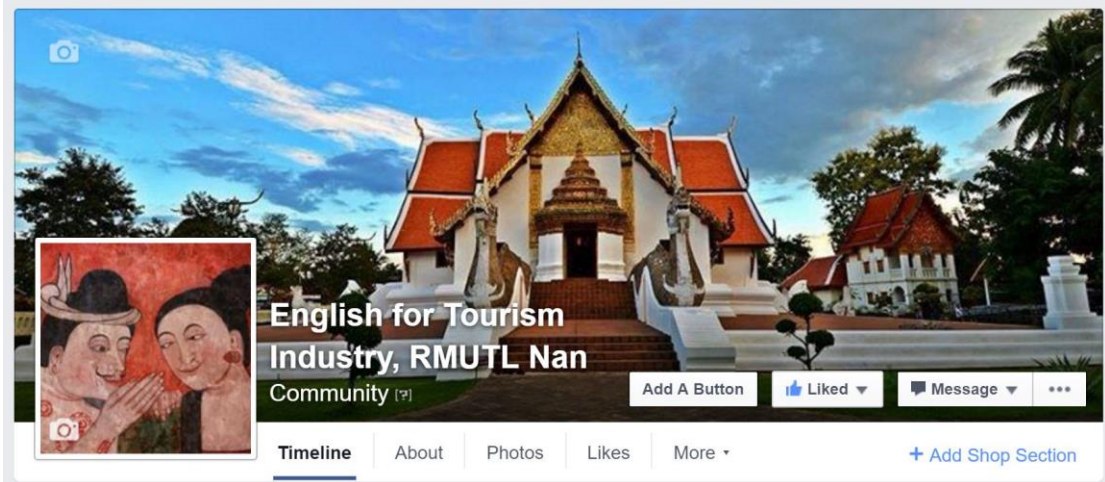 English for Tourism
Industry, RMUTL Nan
Community [?]
Add A Button
Liked
Message
Timeline
About
Photos
Likes
More
+ Add Shop Section